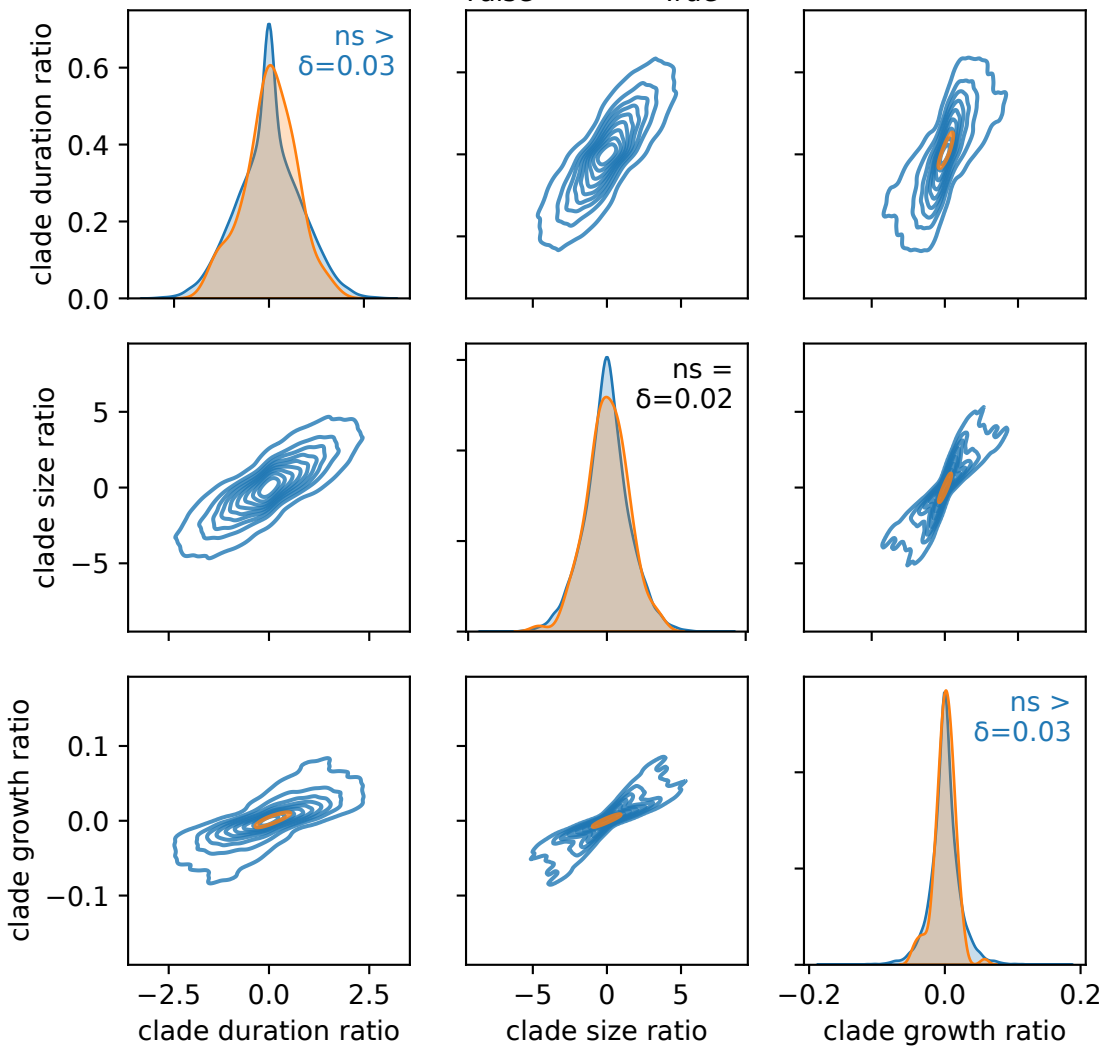 clade duration ratio
0.6
0.4
0.2
0.0
ns >
δ=0.03
clade size ratio
5
0
−5
ns =
δ=0.02
clade growth ratio
0.1
0.0
−0.1
ns >
δ=0.03
−2.5 0.0 2.5
−5 0 5
−0.2 0.0 0.2
clade duration ratio
clade size ratio
clade growth ratio